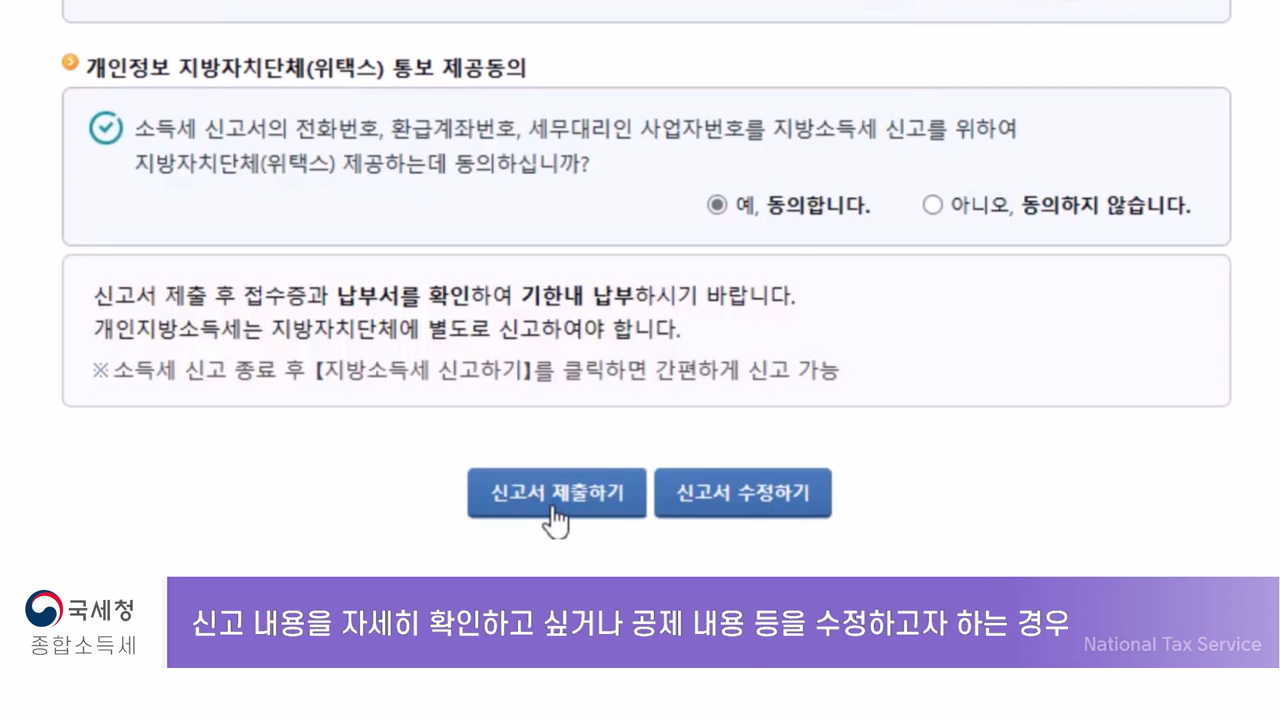 개인정보 지방자치단체(위택스) 통보 제공동의
소득세 신고서의 전화번호, 환급계좌번호, 세무대리인 사업자번호를 지방소득세 신고를 위하여
지방자치단체(위택스) 제공하는데 동의하십니까?
예, 동의합니다. 아니오, 동의하지 않습니다.
신고서 제출 후 접수증과 납부서를 확인하여 기한내 납부하시기 바랍니다.
개인지방소득세는 지방자치단체에 별도로 신고하여야 합니다.
※ 소득세 신고 종료 후 【지방소득세 신고하기】를 클릭하면 간편하게 신고 가능
신고서 제출하기 신고서 수정하기
국세청
종합소득세
신고 내용을 자세히 확인하고 싶거나 공제 내용 등을 수정하고자 하는 경우
National Tax Service